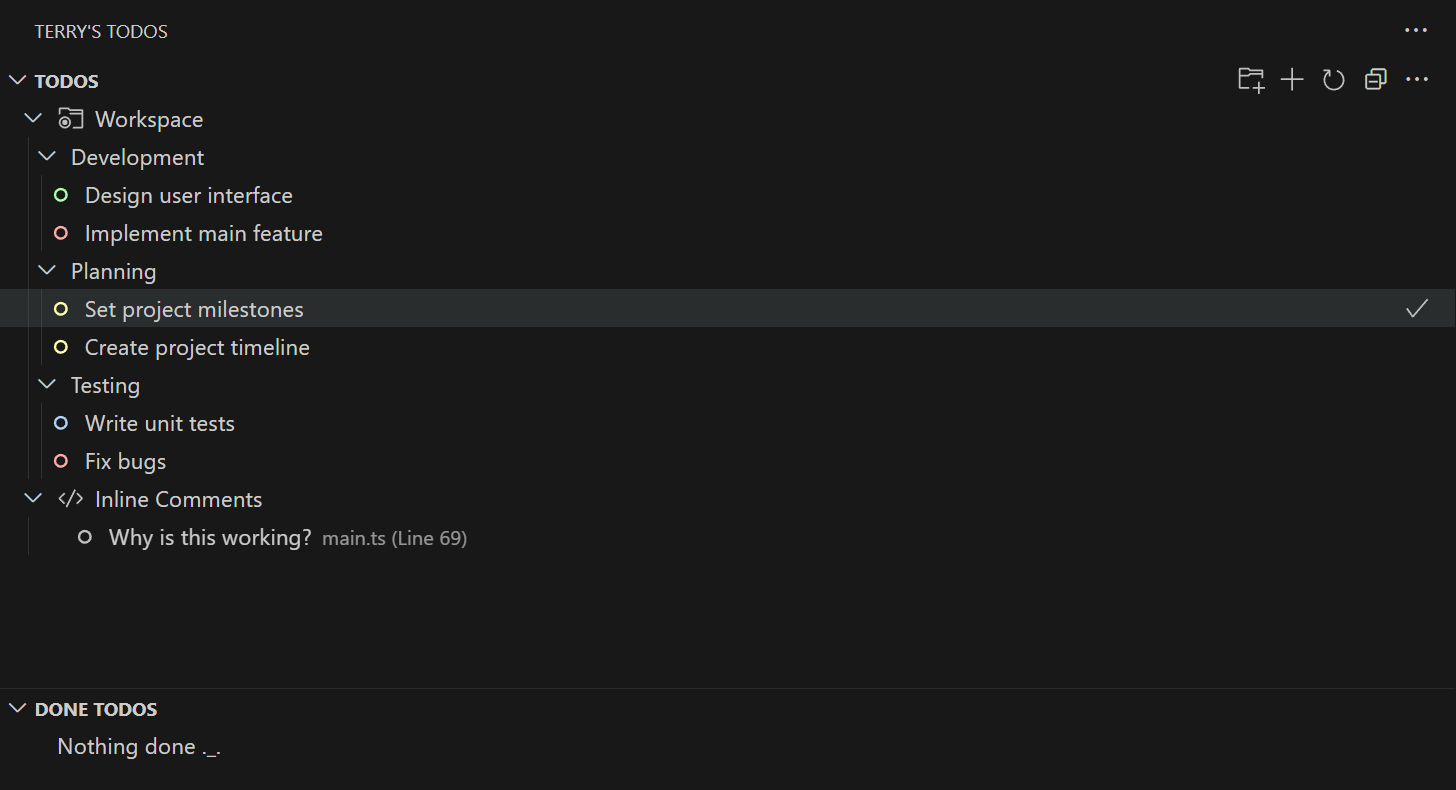 TERRY'S TODOS
TODOS
Workspace
Development
Design user interface
Implement main feature
Planning
Set project milestones
Create project timeline
Testing
Write unit tests
Fix bugs
Inline Comments
Why is this working? main.ts (Line 69)
DONE TODOS
Nothing done ._.